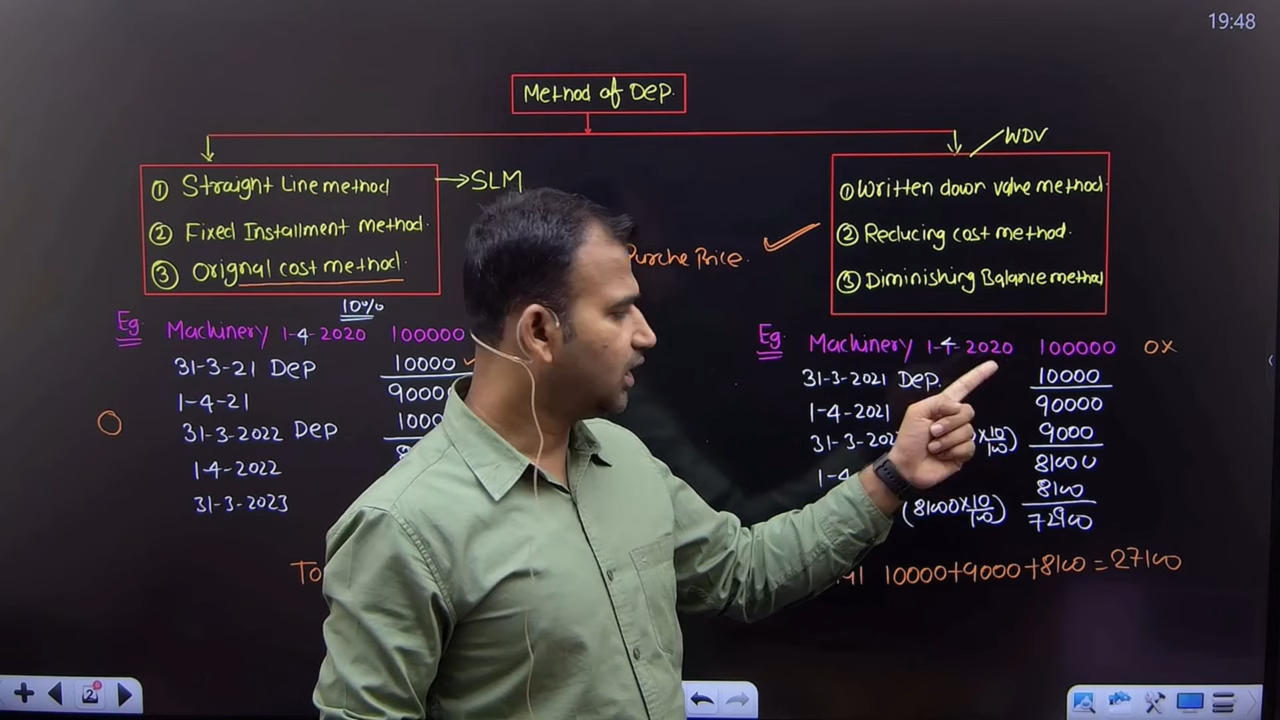 19:48
Method of Dep.
① Straight Line method
② Fixed Installment method.
③ Orignal cost method.
→ SLM
WDV
① Written down value method.
② Reducing cost method.
③ Diminishing Balance method
Purche Price.
10%
Eg. Machinery 1-4-2020 100000
31-3-21 Dep 10000
1-4-21 9000
31-3-2022 Dep
1-4-2022
31-3-2023
O
Eg. Machinery 1-4-2020 100000 0x
31-3-2021 Dep. 10000
1-4-2021 90000
9000
81000
8100
(8100×10/100) 72900
10000+9000+8100=27100
2